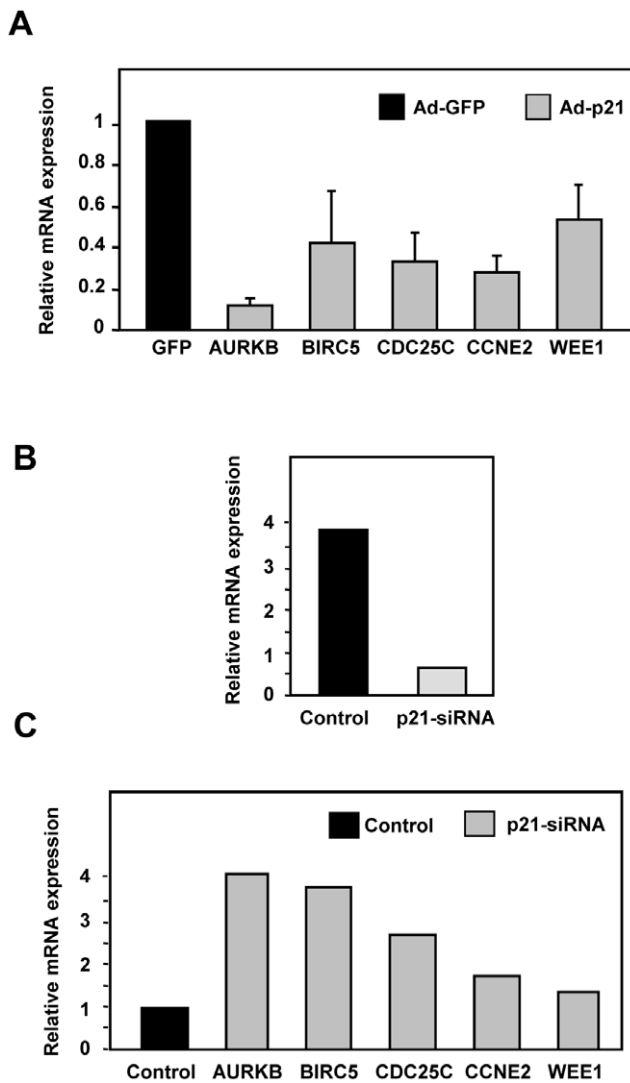 A
Relative mRNA expression
1
0.8
0.6
0.4
0.2
0
Ad-GFP Ad-p21
GFP AURKB BIRC5 CDC25C CCNE2 WEE1
B
Relative mRNA expression
4
3
2
1
0
Control p21-siRNA
C
Relative mRNA expression
4
3
2
1
0
Control p21-siRNA
Control AURKB BIRC5 CDC25C CCNE2 WEE1